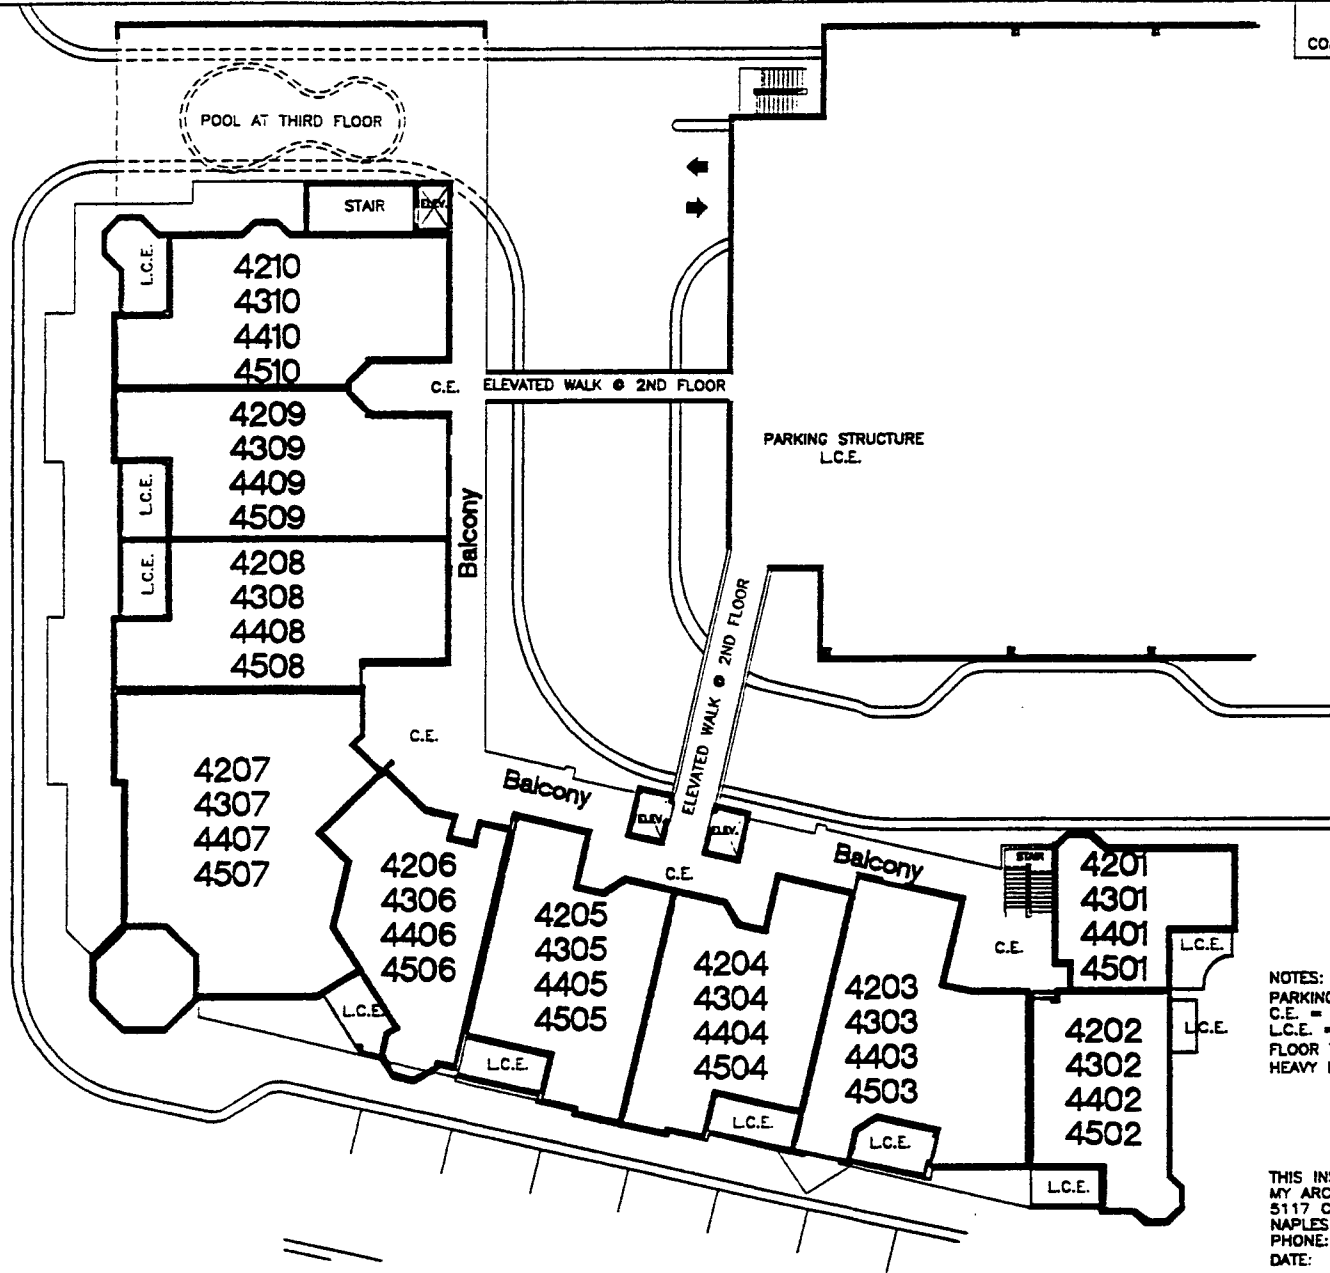 CO
POOL AT THIRD FLOOR
STAIR
ELEV.
L.C.E.
4210
4310
4410
4510
C.E.
ELEVATED WALK @ 2ND FLOOR
4209
4309
4409
4509
L.C.E.
PARKING STRUCTURE
L.C.E.
Balcony
4208
4308
4408
4508
L.C.E.
ELEVATED WALK @ 2ND FLOOR
C.E.
4207
4307
4407
4507
Balcony
ELEV.
ELEV.
Balcony
C.E.
4206
4306
4406
4506
L.C.E.
4205
4305
4405
4505
L.C.E.
4204
4304
4404
4504
L.C.E.
4203
4303
4403
4503
L.C.E.
STAIR
C.E.
4201
4301
4401
4501
L.C.E.
4202
4302
4402
4502
L.C.E.
L.C.E.
NOTES:
PARKING
C.E. =
L.C.E. =
FLOOR
HEAVY
THIS IN
MY ARC
5117 C
NAPLES
PHONE:
DATE: